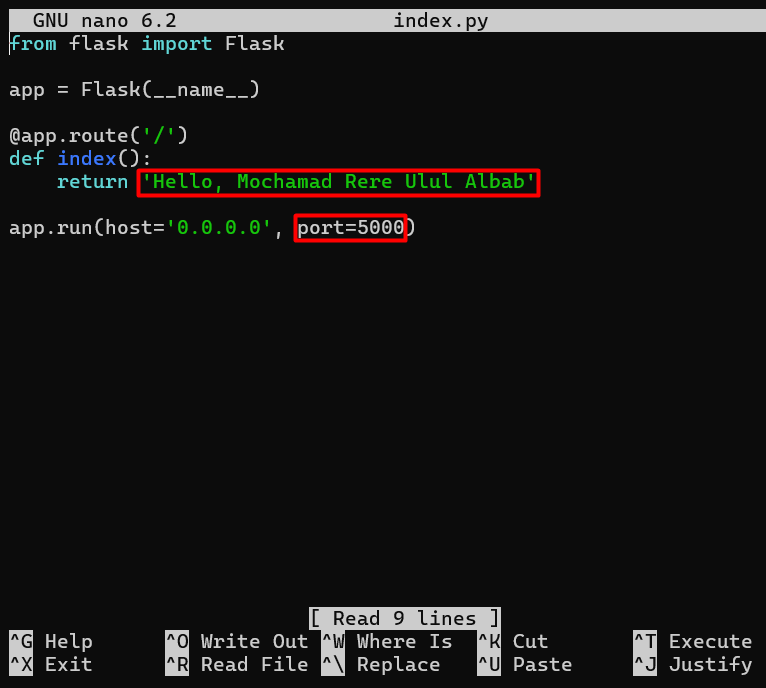 GNU nano 6.2 index.py
from flask import Flask
app = Flask(__name__)
@app.route('/')
def index():
    return 'Hello, Mochamad Rere Ulul Albab'
app.run(host='0.0.0.0', port=5000)
[ Read 9 lines ]
^G Help ^O Write Out ^W Where Is ^K Cut ^T Execute
^X Exit ^R Read File ^\ Replace ^U Paste ^J Justify